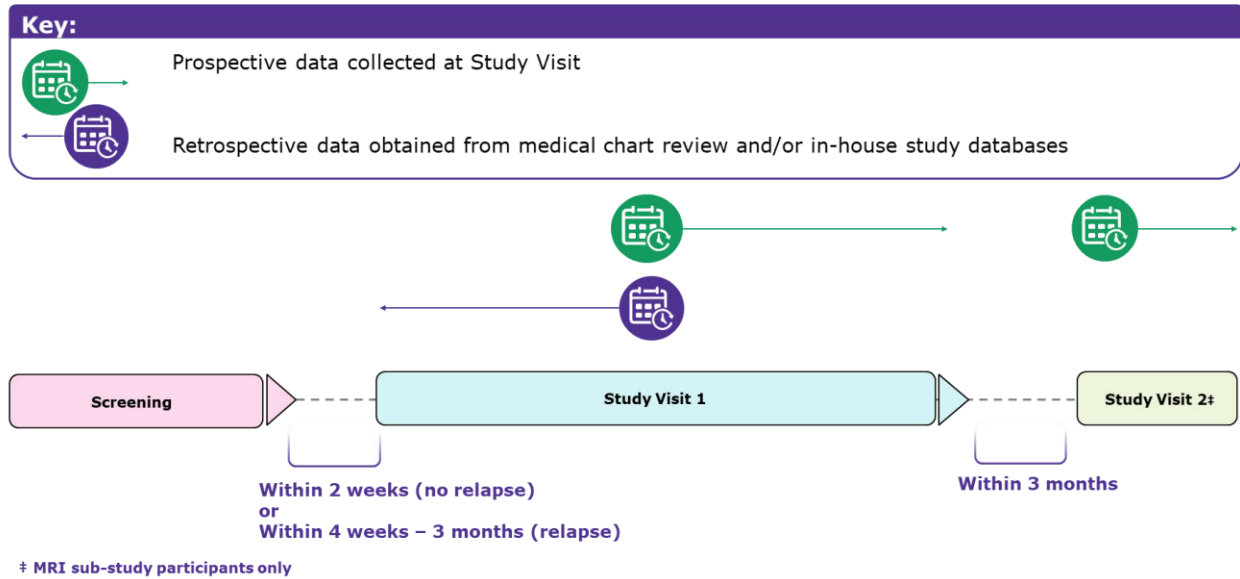 Key:
Prospective data collected at Study Visit
Retrospective data obtained from medical chart review and/or in-house study databases
Screening
Study Visit 1
Study Visit 2‡
Within 2 weeks (no relapse)
or
Within 4 weeks – 3 months (relapse)
Within 3 months
‡ MRI sub-study participants only